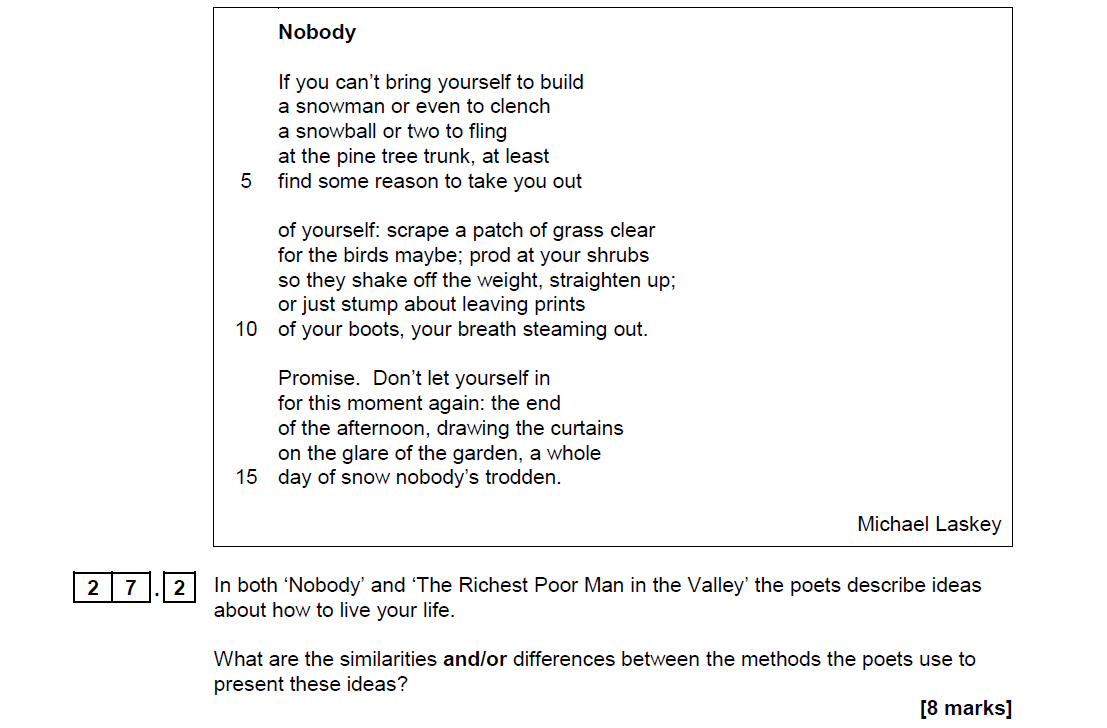 Nobody
If you can't bring yourself to build
a snowman or even to clench
a snowball or two to fling
at the pine tree trunk, at least
5 find some reason to take you out
of yourself: scrape a patch of grass clear
for the birds maybe; prod at your shrubs
so they shake off the weight, straighten up;
or just stump about leaving prints
10 of your boots, your breath steaming out.
Promise. Don't let yourself in
for this moment again: the end
of the afternoon, drawing the curtains
on the glare of the garden, a whole
15 day of snow nobody's trodden.
Michael Laskey
2 7 . 2 In both ‘Nobody’ and ‘The Richest Poor Man in the Valley’ the poets describe ideas
about how to live your life.
What are the similarities and/or differences between the methods the poets use to
present these ideas?
[8 marks]